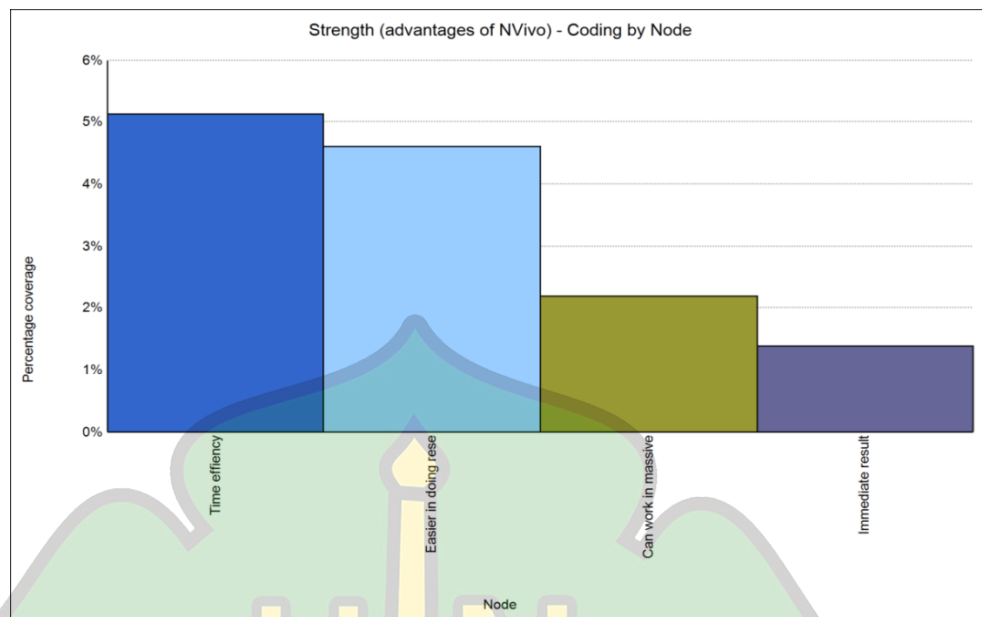 Strength (advantages of NVivo) - Coding by Node
6%
5%
4%
3%
2%
1%
0%
Percentage coverage
Time effiency
Easier in doing rese
Can work in massive
Immediate result
Node